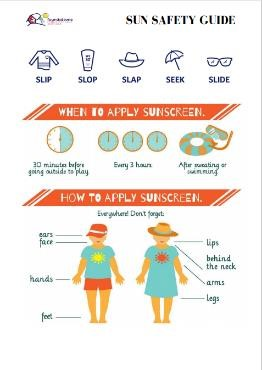 foundations
SUN SAFETY GUIDE
SLIP
SLOP
SLAP
SEEK
SLIDE
WHEN TO APPLY SUNSCREEN.
30 minutes before
going outside to play.
Every 3 hours
After sweating or
swimming
HOW TO APPLY SUNSCREEN.
Everywhere! Don't forget:
ears
face
hands
feet
lips
behind
the neck
arms
legs